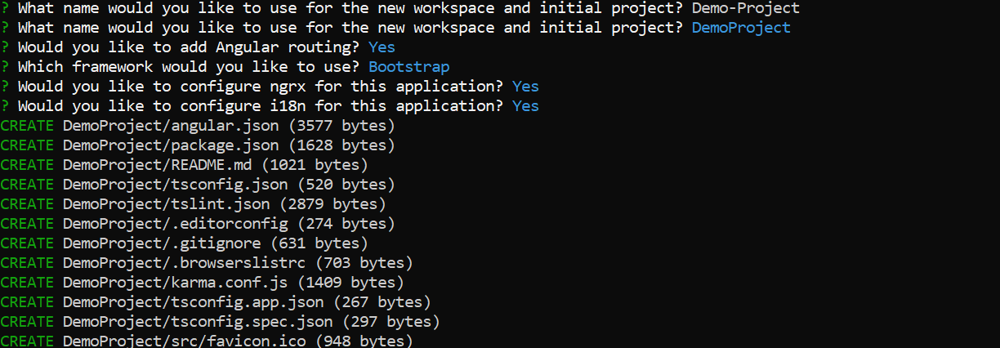 ? What name would you like to use for the new workspace and initial project? Demo-Project
? What name would you like to use for the new workspace and initial project? DemoProject
? Would you like to add Angular routing? Yes
? Which framework would you like to use? Bootstrap
? Would you like to configure ngrx for this application? Yes
? Would you like to configure i18n for this application? Yes
CREATE DemoProject/angular.json (3577 bytes)
CREATE DemoProject/package.json (1628 bytes)
CREATE DemoProject/README.md (1021 bytes)
CREATE DemoProject/tsconfig.json (520 bytes)
CREATE DemoProject/tslint.json (2879 bytes)
CREATE DemoProject/.editorconfig (274 bytes)
CREATE DemoProject/.gitignore (631 bytes)
CREATE DemoProject/.browserslistrc (703 bytes)
CREATE DemoProject/karma.conf.js (1409 bytes)
CREATE DemoProject/tsconfig.app.json (267 bytes)
CREATE DemoProject/tsconfig.spec.json (297 bytes)
CREATE DemoProject/src/favicon.ico (948 bytes)